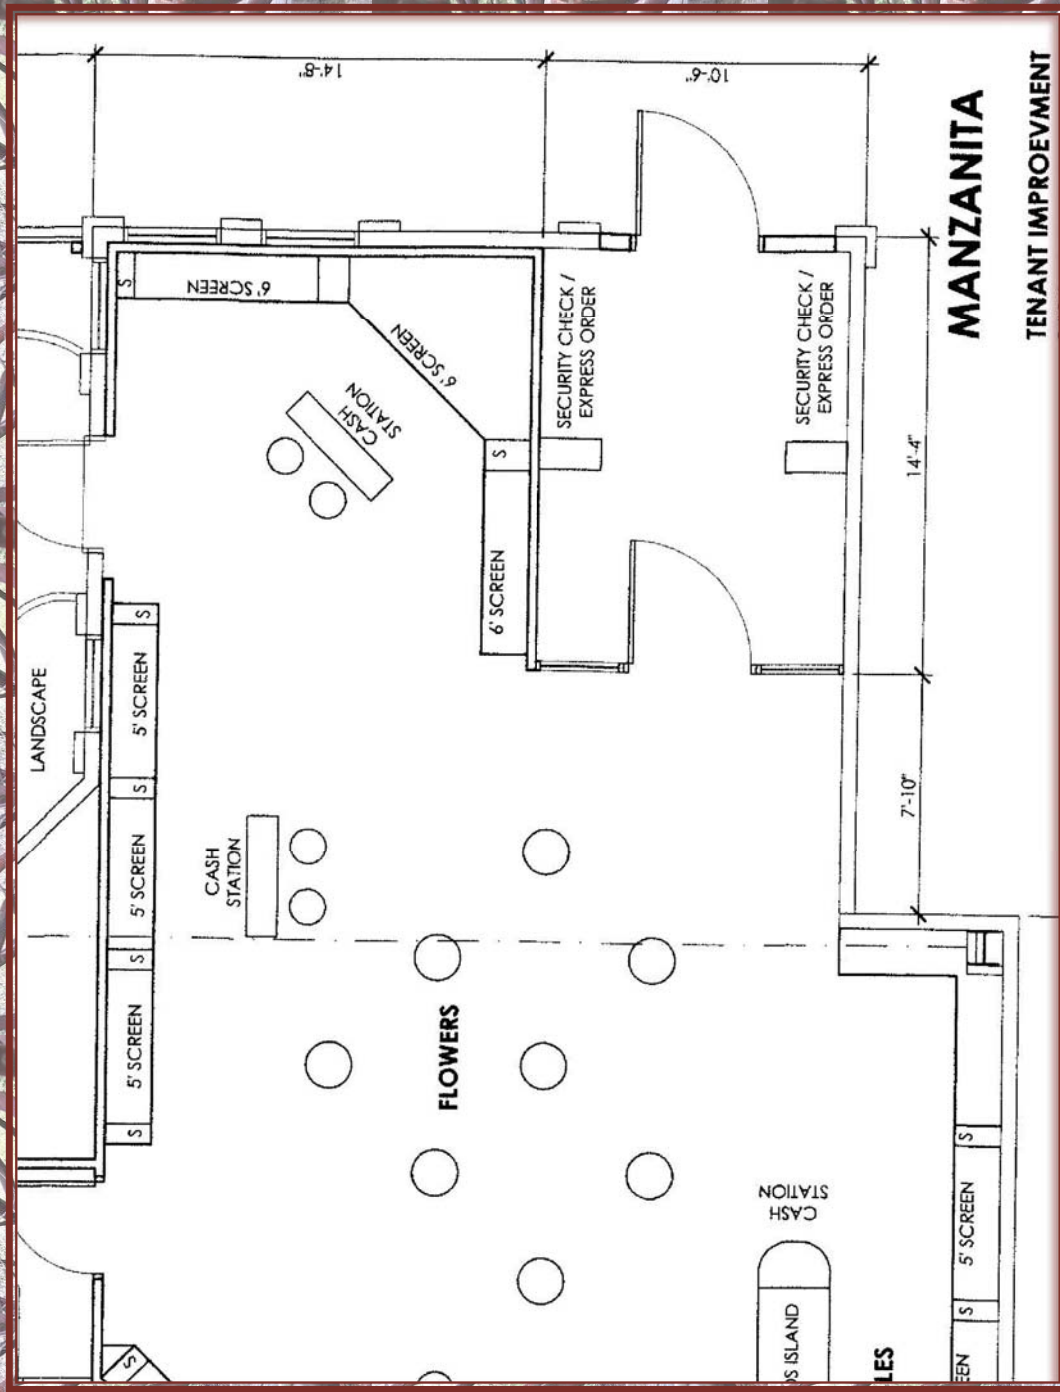 14'-8"
10'-6"
MANZANITA
TENANT IMPROEVMENT
S
6' SCREEN
6' SCREEN
CASH
STATION
S
6' SCREEN
SECURITY CHECK /
EXPRESS ORDER
SECURITY CHECK /
EXPRESS ORDER
14'-4"
7'-10"
LANDSCAPE
S
5' SCREEN
S
5' SCREEN
S
5' SCREEN
S
CASH
STATION
FLOWERS
CASH
STATION
S ISLAND
LES
S
5' SCREEN
S
EEN
S